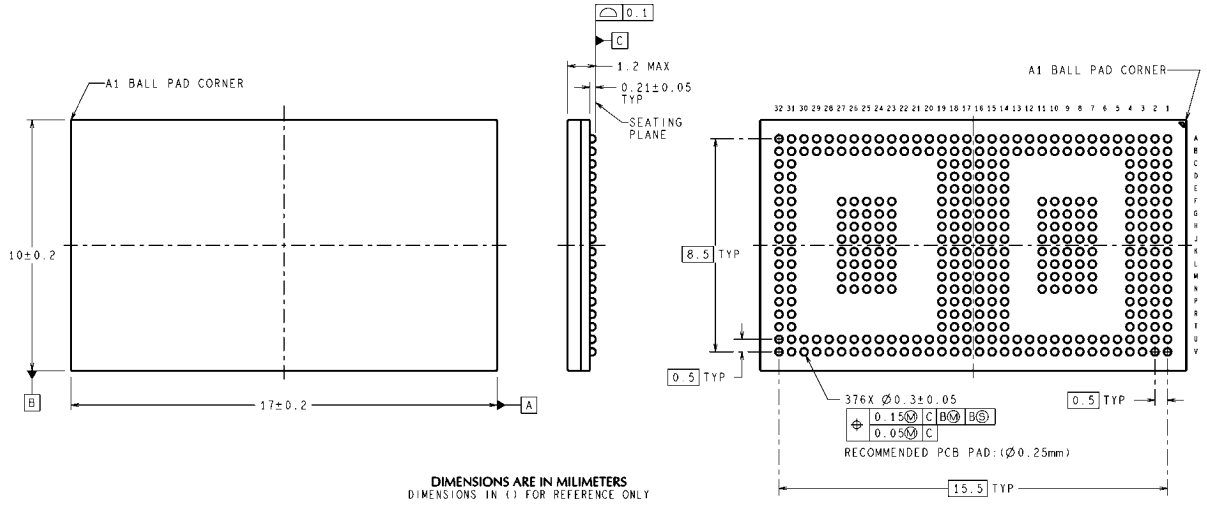 ⌓ 0.1
C
1.2 MAX
0.21±0.05
TYP
SEATING
PLANE
A1 BALL PAD CORNER
A1 BALL PAD CORNER
32 31 30 29 28 27 26 25 24 23 22 21 20 19 18 17 16 15 14 13 12 11 10 9 8 7 6 5 4 3 2 1
A
B
C
D
E
F
G
H
J
K
L
M
N
P
R
T
U
V
10±0.2
8.5 TYP
0.5 TYP
B
17±0.2
A
376X Ø0.3±0.05
⌖ 0.15Ⓜ C BⓂ BⓈ
0.05Ⓜ C
RECOMMENDED PCB PAD:(Ø0.25mm)
0.5 TYP
15.5 TYP
DIMENSIONS ARE IN MILIMETERS
DIMENSIONS IN () FOR REFERENCE ONLY